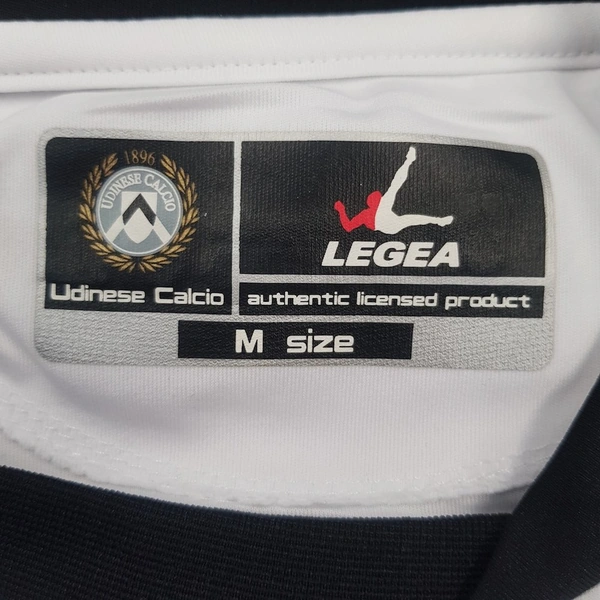 1896
UDINESE CALCIO
Udinese Calcio
LEGEA
authentic licensed product
M size